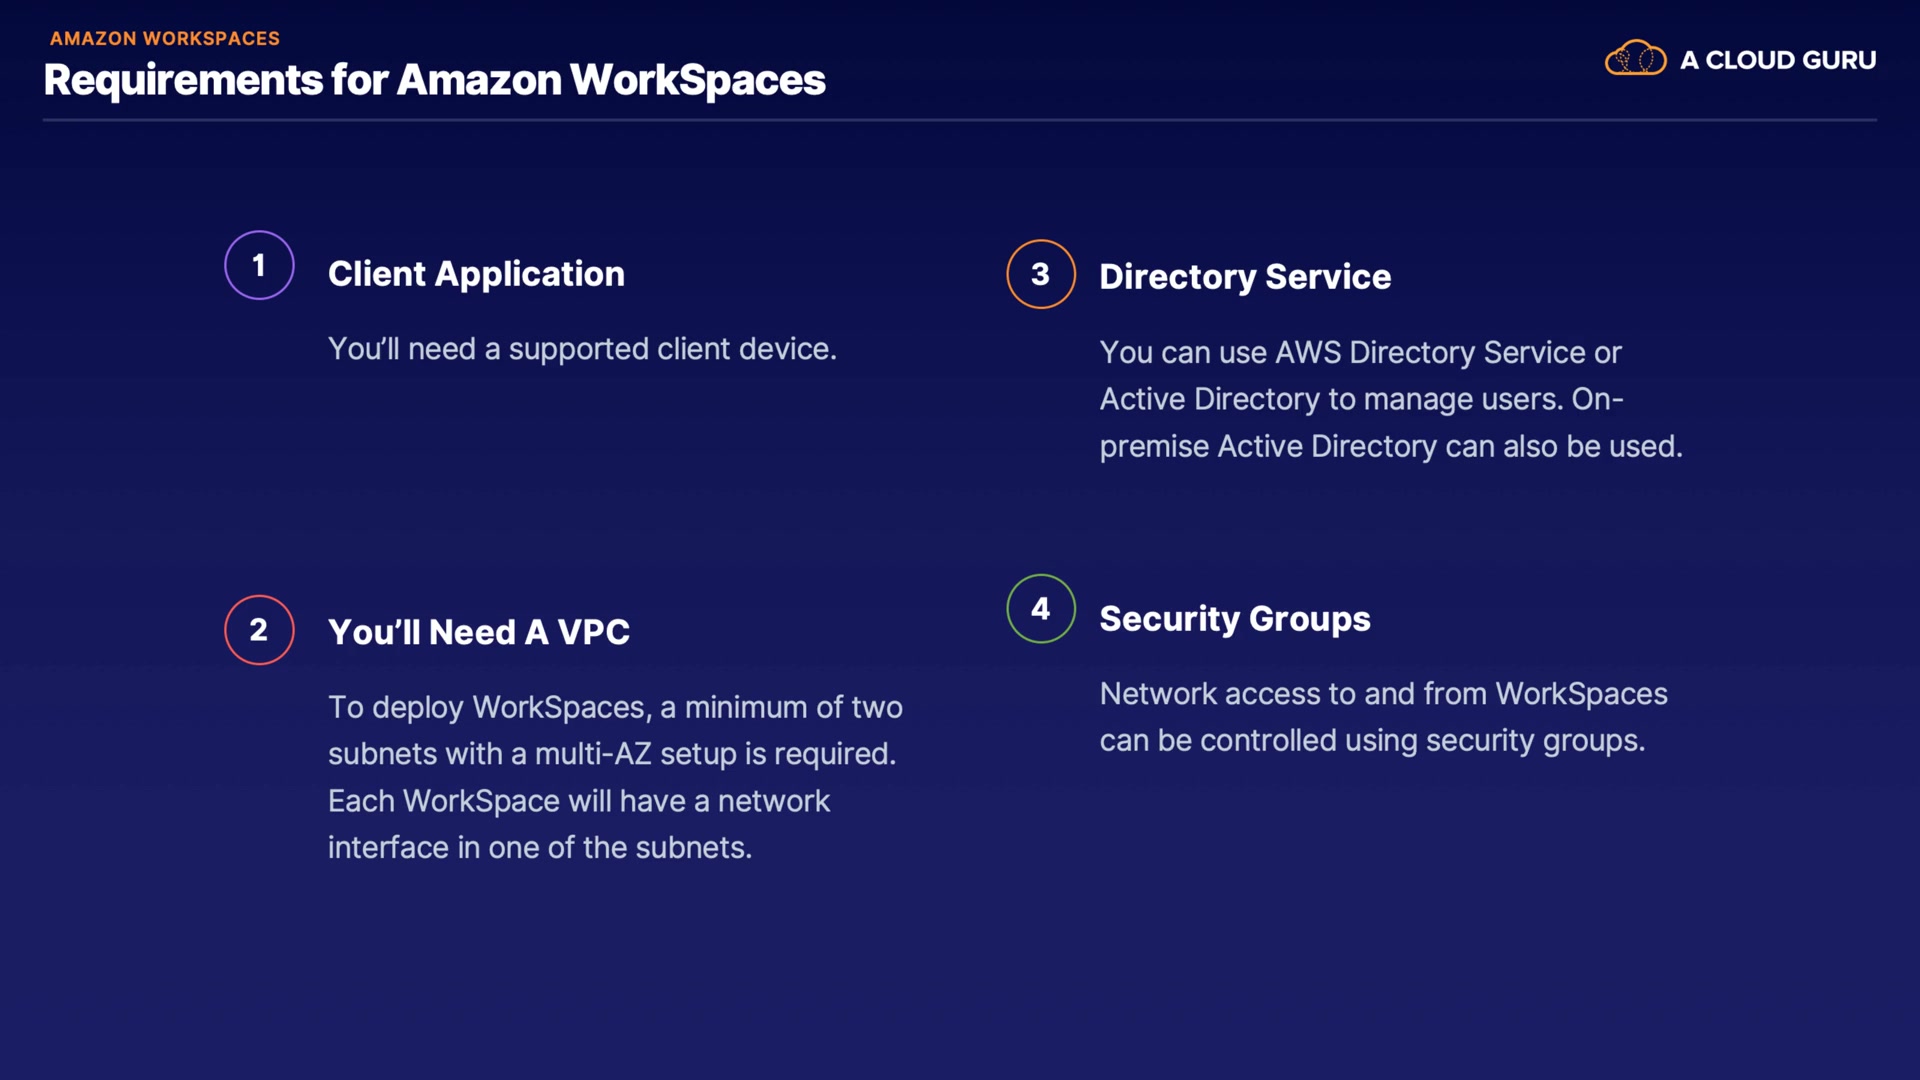 AMAZON WORKSPACES
Requirements for Amazon WorkSpaces
A CLOUD GURU
1
Client Application
You’ll need a supported client device.
2
You’ll Need A VPC
To deploy WorkSpaces, a minimum of two
subnets with a multi-AZ setup is required.
Each WorkSpace will have a network
interface in one of the subnets.
3
Directory Service
You can use AWS Directory Service or
Active Directory to manage users. On-
premise Active Directory can also be used.
4
Security Groups
Network access to and from WorkSpaces
can be controlled using security groups.